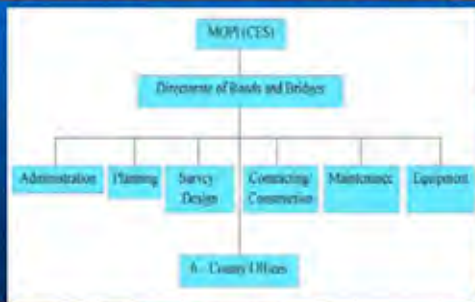 MOPI (CES)
Directorate of Roads and Bridges
Administration
Planning
Survey
Design
Contracting/
Construction
Maintenance
Equipment
6 County Offices